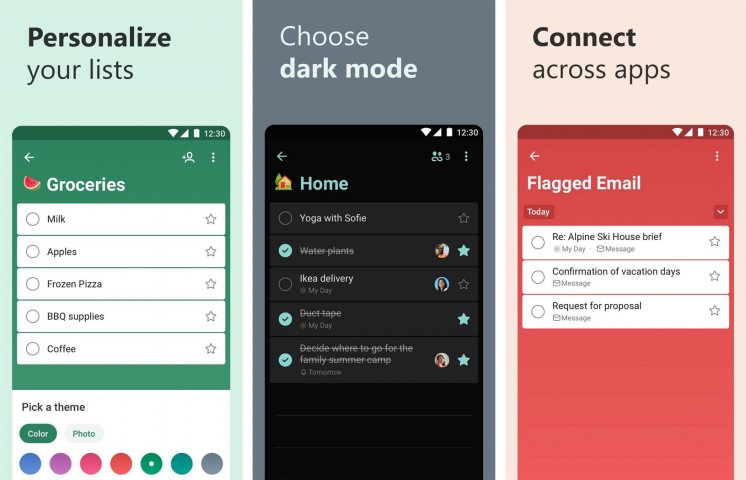 Personalize
your lists
12:30
Groceries
Milk
Apples
Frozen Pizza
BBQ supplies
Coffee
Pick a theme
Color
Photo
Choose
dark mode
12:30
3
Home
Yoga with Sofie
Water plants
Ikea delivery
My Day
Duct tape
My Day
Decide where to go for the
family summer camp
Tomorrow
Connect
across apps
12:30
Flagged Email
Today
Re: Alpine Ski House brief
My Day · Message
Confirmation of vacation days
Message
Request for proposal
Message